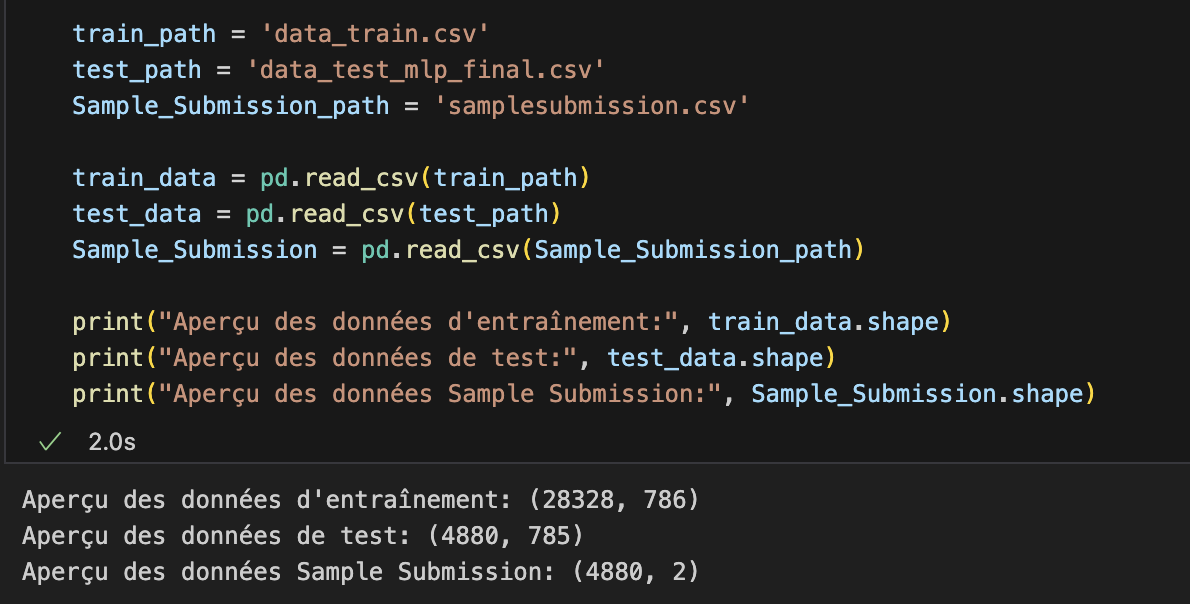 train_path = 'data_train.csv'
test_path = 'data_test_mlp_final.csv'
Sample_Submission_path = 'samplesubmission.csv'
train_data = pd.read_csv(train_path)
test_data = pd.read_csv(test_path)
Sample_Submission = pd.read_csv(Sample_Submission_path)
print("Aperçu des données d'entraînement:", train_data.shape)
print("Aperçu des données de test:", test_data.shape)
print("Aperçu des données Sample Submission:", Sample_Submission.shape)
2.0s
Aperçu des données d'entraînement: (28328, 786)
Aperçu des données de test: (4880, 785)
Aperçu des données Sample Submission: (4880, 2)